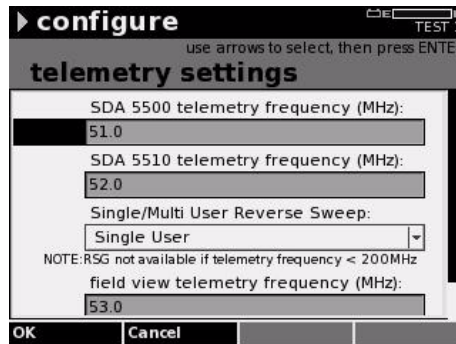 configure
E
TEST
use arrows to select, then press ENTE
telemetry settings
SDA 5500 telemetry frequency (MHz):
51.0
SDA 5510 telemetry frequency (MHz):
52.0
Single/Multi User Reverse Sweep:
Single User
NOTE:RSG not available if telemetry frequency < 200MHz
field view telemetry frequency (MHz):
53.0
OK Cancel